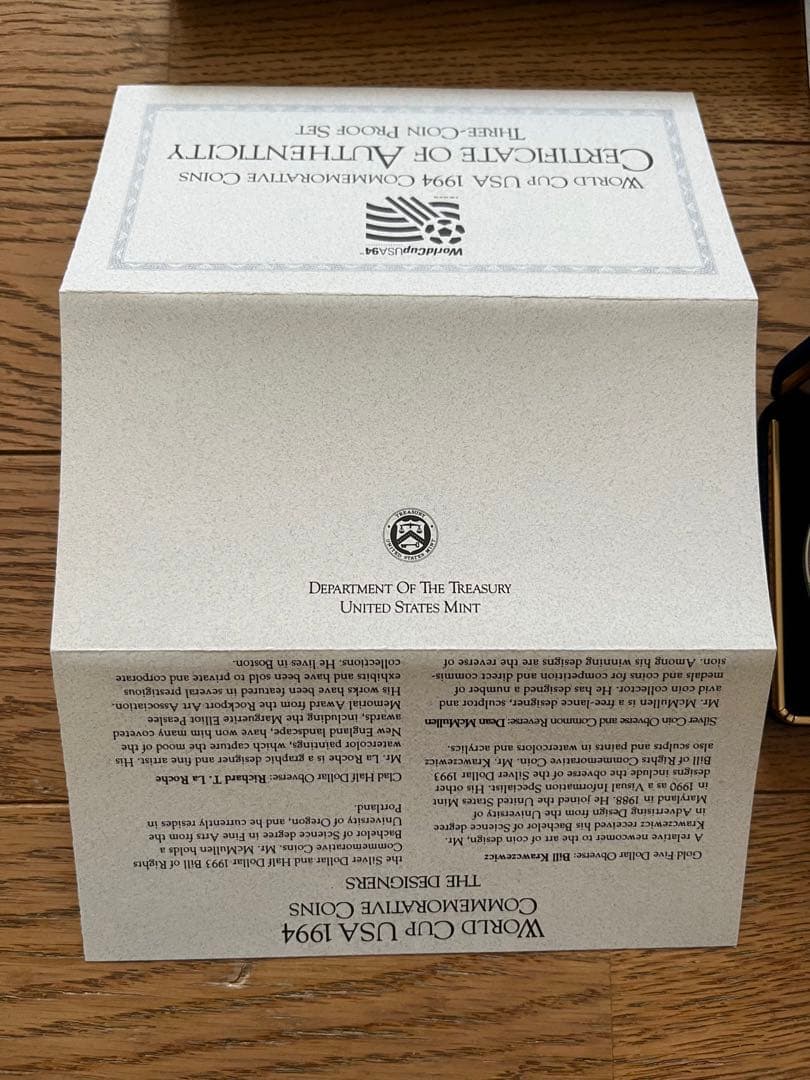 WorldCupUSA94™
WORLD CUP USA 1994 COMMEMORATIVE COINS
CERTIFICATE OF AUTHENTICITY
THREE-COIN PROOF SET
TREASURY
UNITED STATES MINT
DEPARTMENT OF THE TREASURY
UNITED STATES MINT
WORLD CUP USA 1994
COMMEMORATIVE COINS
THE DESIGNERS
Gold Five Dollar Obverse: Bill Krawczewicz
A relative newcomer to the art of coin design, Mr.
Krawczewicz received his Bachelor of Science degree
in Advertising Design from the University of
Maryland in 1988. He joined the United States Mint
in 1990 as a Visual Information Specialist. His other
designs include the obverse of the Silver Dollar 1993
Bill of Rights Commemorative Coin. Mr. Krawczewicz
also sculpts and paints in watercolors and acrylics.
Silver Coin Obverse and Common Reverse: Dean McMullen
Mr. McMullen is a free-lance designer, sculptor and
avid coin collector. He has designed a number of
medals and coins for competition and direct commis-
sion. Among his winning designs are the reverse of
the Silver Dollar and Half Dollar 1993 Bill of Rights
Commemorative Coins. Mr. McMullen holds a
Bachelor of Science degree in Fine Arts from the
University of Oregon, and he currently resides in
Portland.
Clad Half Dollar Obverse: Richard T. La Roche
Mr. La Roche is a graphic designer and fine artist. His
watercolor paintings, which capture the mood of the
New England landscape, have won him many coveted
awards, including the Marguerite Elliot Peaslee
Memorial Award from the Rockport Art Association.
His works have been featured in several prestigious
exhibits and have been sold to private and corporate
collections. He lives in Boston.